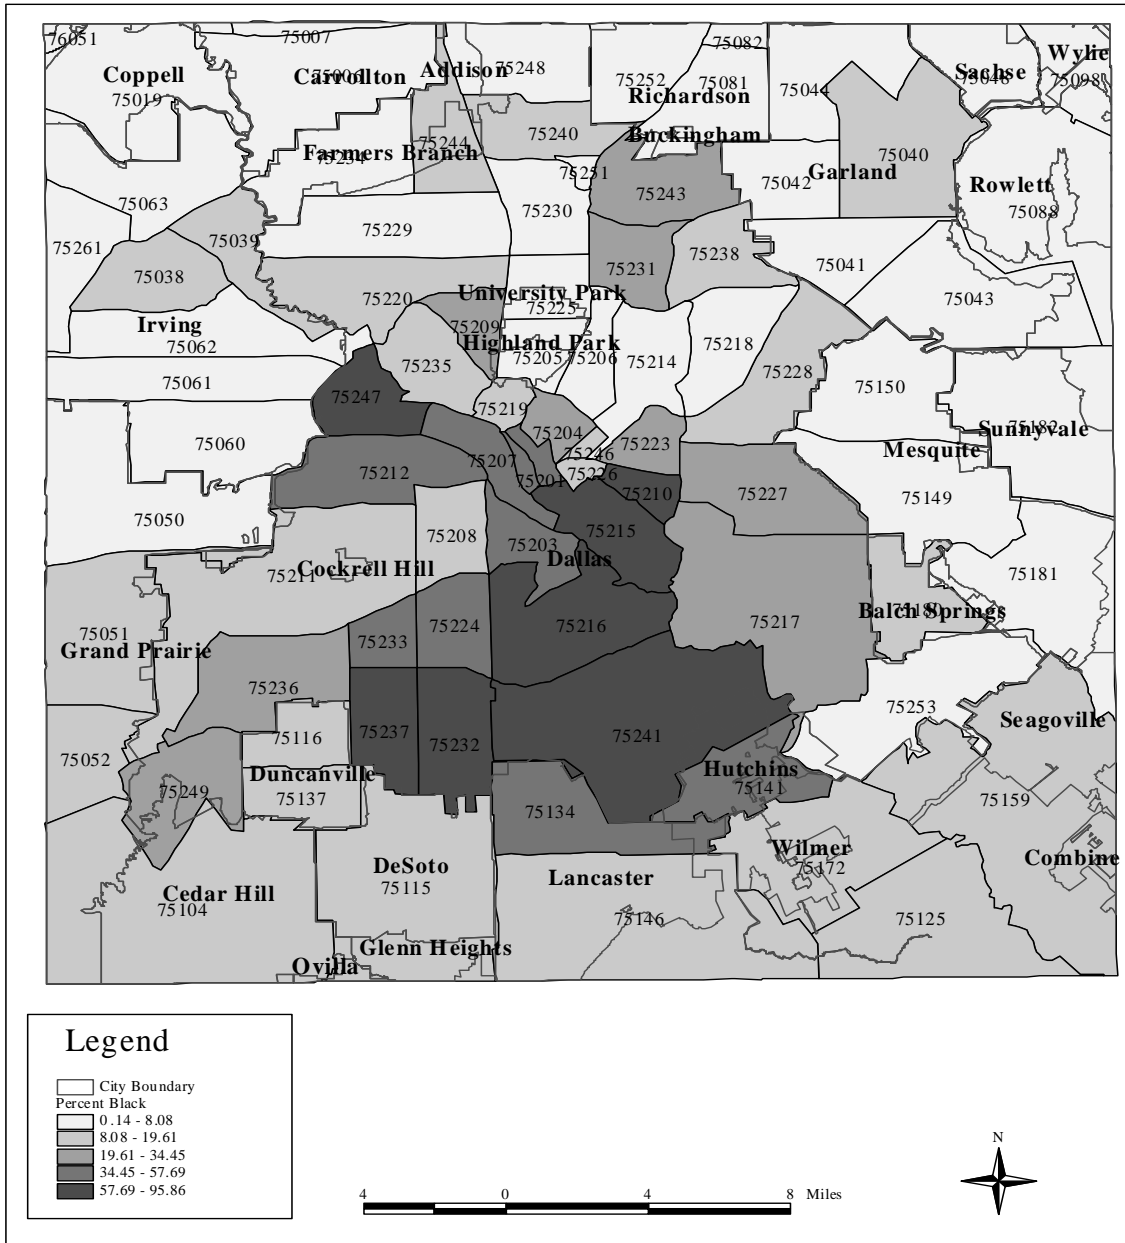 76051
75007
Coppell
75019
Carrollton
75006
Addison
75248
75252
75082
75081
Richardson
75044
Sachse
75048
Wylie
75098
Buckingham
75244
75240
Farmers Branch
75234
75251
75243
75042
Garland
75040
Rowlett
75088
75063
75261
75039
75038
75229
75230
75231
75238
75041
75043
75220
University Park
75225
75209
Highland Park
75205
75206
75214
75218
75228
Irving
75062
75061
75235
75247
75219
75150
75060
75204
75223
75246
75226
75182
Sunnyvale
Mesquite
75149
75212
75207
75201
75210
75227
75050
75208
75203
75215
Dallas
Cockrell Hill
75211
75181
75180
Balch Springs
75051
Grand Prairie
75233
75224
75216
75217
75236
75116
75237
75232
75241
75253
Seagoville
75052
Duncanville
75137
75249
Hutchins
75141
75134
75159
Wilmer
75172
Combine
DeSoto
75115
Lancaster
75146
75125
Cedar Hill
75104
Glenn Heights
Ovilla
Legend
City Boundary
Percent Black
0.14 - 8.08
8.08 - 19.61
19.61 - 34.45
34.45 - 57.69
57.69 - 95.86
4 0 4 8 Miles
N